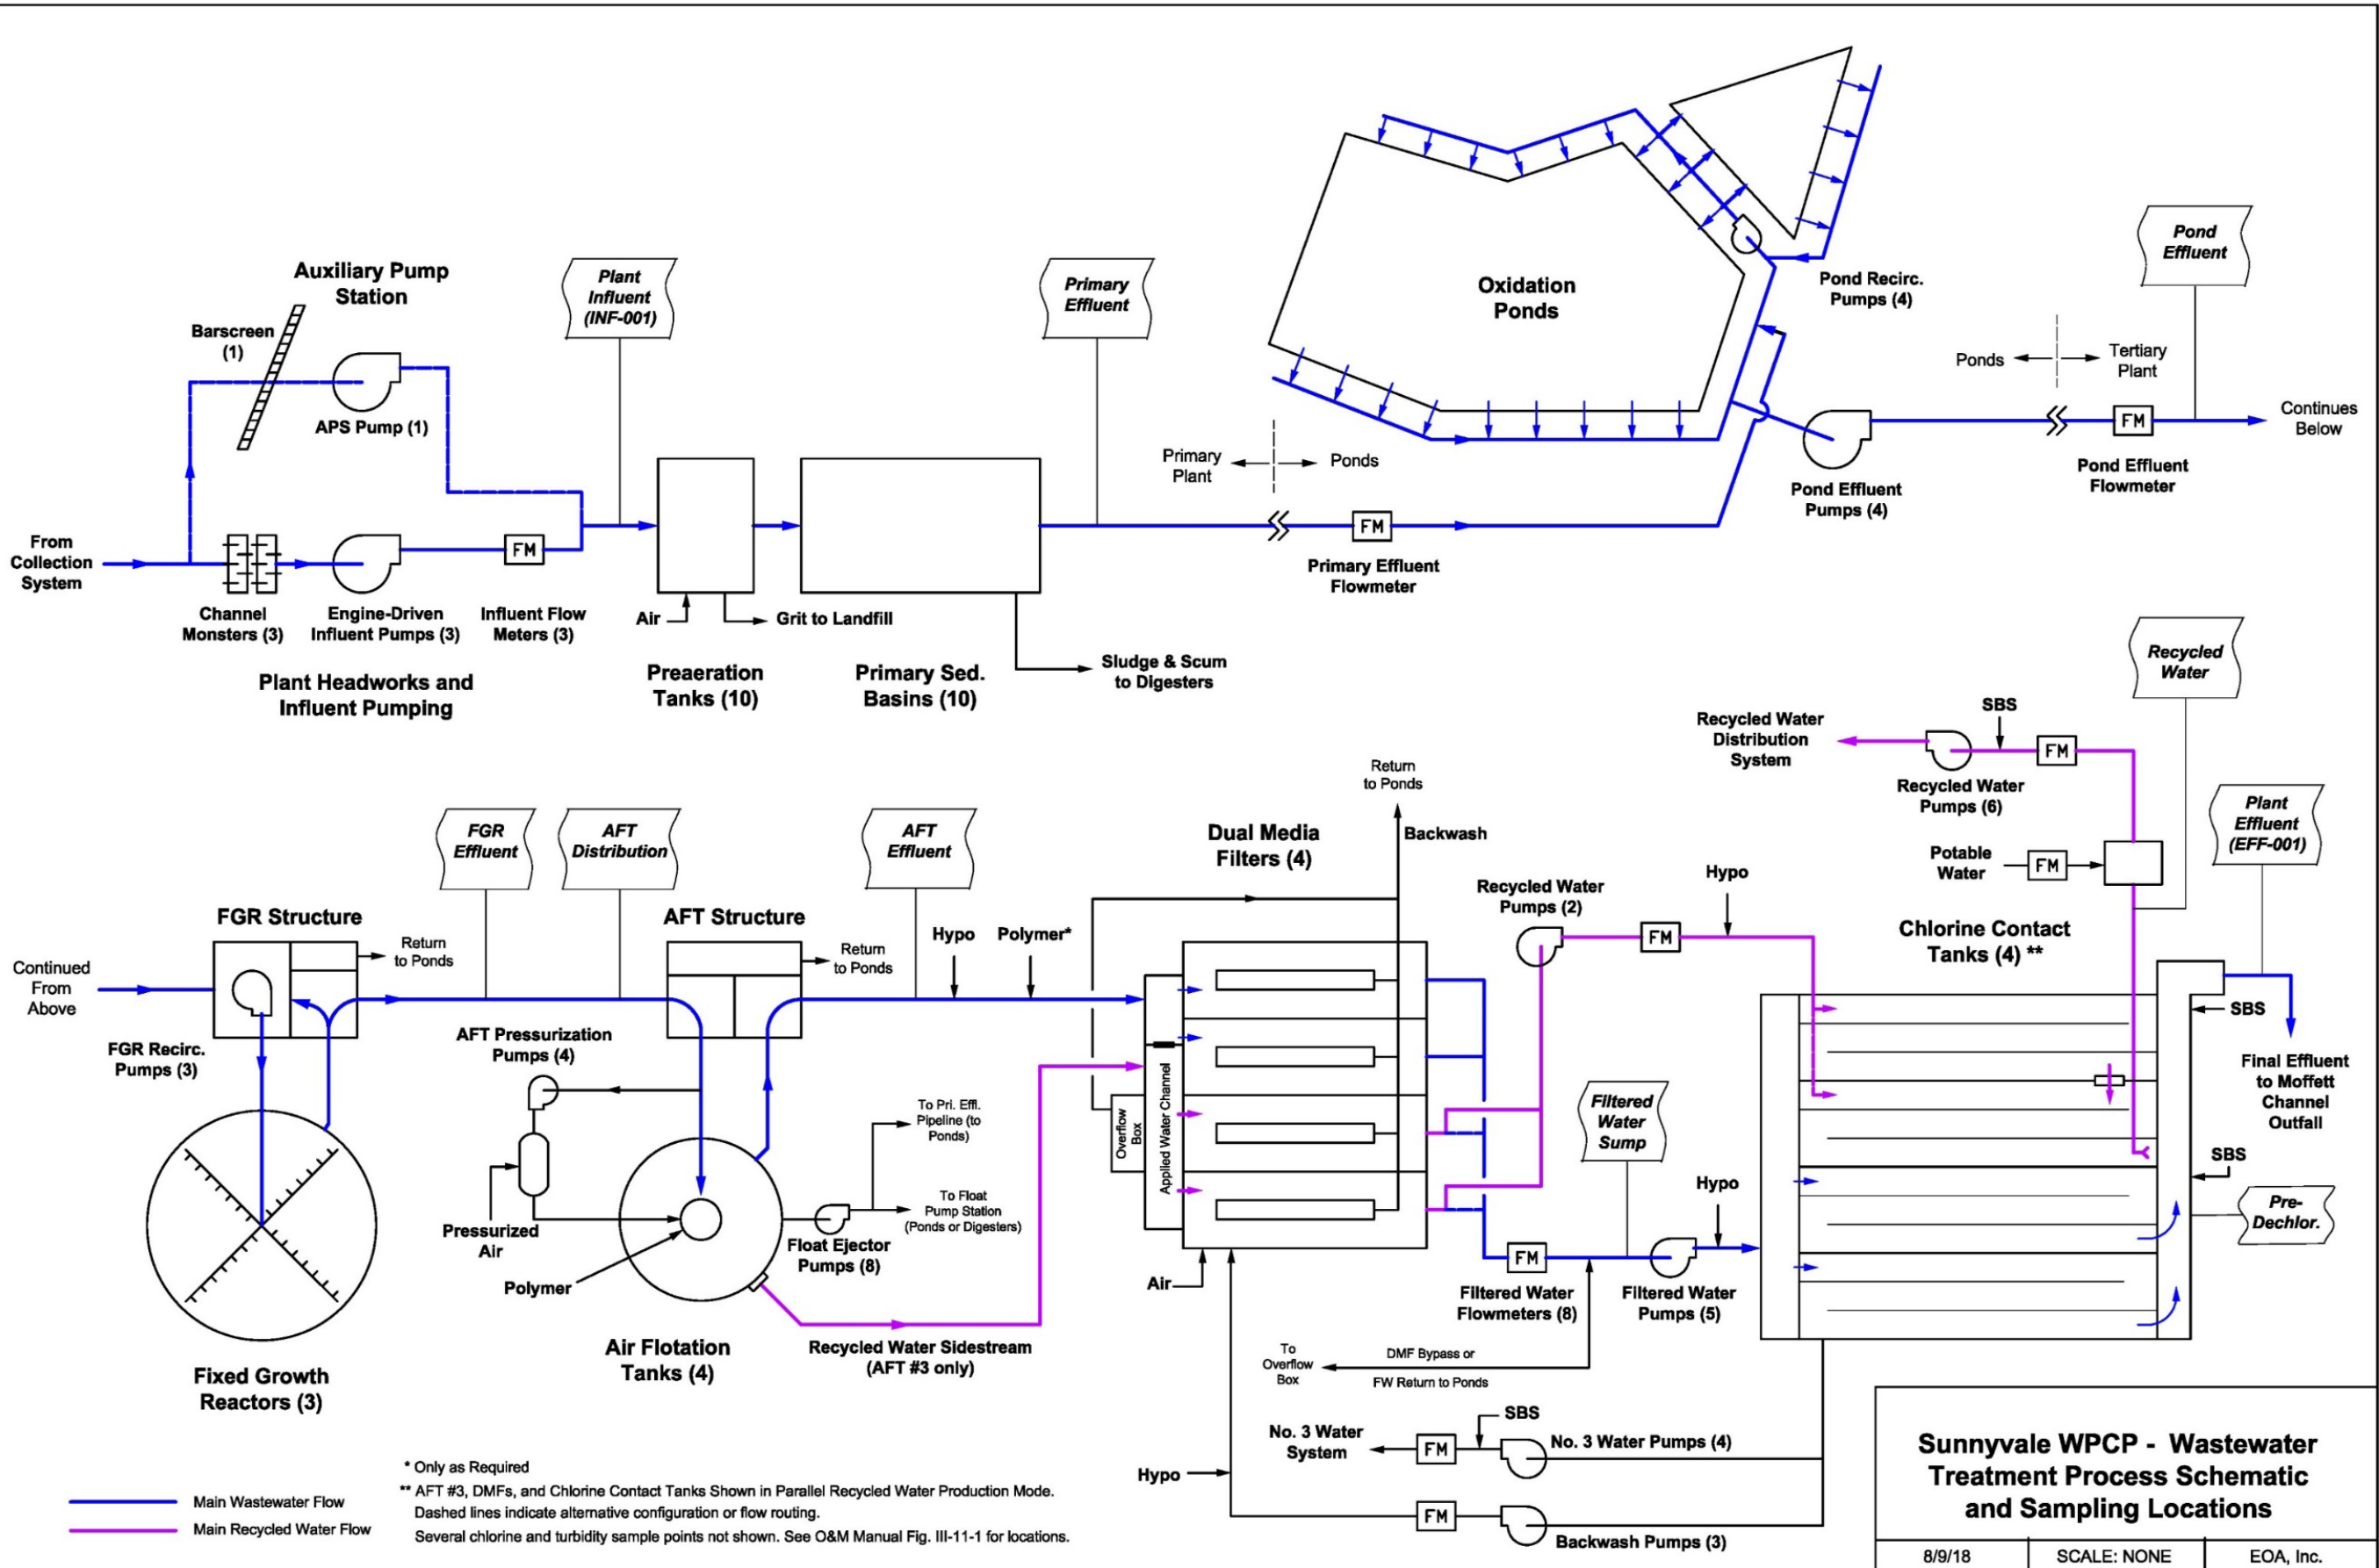 Auxiliary Pump
Station
Barscreen
(1)
APS Pump (1)
Plant
Influent
(INF-001)
Primary
Effluent
Oxidation
Ponds
Pond Recirc.
Pumps (4)
Pond
Effluent
Ponds
Tertiary
Plant
Primary
Plant
Ponds
FM
Continues
Below
Pond Effluent
Flowmeter
Pond Effluent
Pumps (4)
FM
Primary Effluent
Flowmeter
From
Collection
System
FM
Channel
Monsters (3)
Engine-Driven
Influent Pumps (3)
Influent Flow
Meters (3)
Air
Grit to Landfill
Plant Headworks and
Influent Pumping
Preaeration
Tanks (10)
Primary Sed.
Basins (10)
Sludge & Scum
to Digesters
Recycled
Water
Recycled Water
Distribution
System
SBS
FM
Recycled Water
Pumps (6)
Return
to Ponds
Backwash
Potable
Water
FM
Plant
Effluent
(EFF-001)
FGR
Effluent
AFT
Distribution
AFT
Effluent
Dual Media
Filters (4)
Recycled Water
Pumps (2)
Hypo
FM
Chlorine Contact
Tanks (4) **
FGR Structure
Return
to Ponds
AFT Structure
Return
to Ponds
Hypo
Polymer*
Continued
From
Above
FGR Recirc.
Pumps (3)
AFT Pressurization
Pumps (4)
Pressurized
Air
Polymer
To Pri. Effl.
Pipeline (to
Ponds)
To Float
Pump Station
(Ponds or Digesters)
Float Ejector
Pumps (8)
Overflow
Box
Applied Water Channel
Filtered
Water
Sump
Hypo
SBS
Final Effluent
to Moffett
Channel
Outfall
SBS
Pre-
Dechlor.
Air
FM
Filtered Water
Flowmeters (8)
Filtered Water
Pumps (5)
Fixed Growth
Reactors (3)
Air Flotation
Tanks (4)
Recycled Water Sidestream
(AFT #3 only)
To
Overflow
Box
DMF Bypass or
FW Return to Ponds
SBS
No. 3 Water
System
FM
No. 3 Water Pumps (4)
Hypo
FM
Backwash Pumps (3)
Main Wastewater Flow
Main Recycled Water Flow
* Only as Required
** AFT #3, DMFs, and Chlorine Contact Tanks Shown in Parallel Recycled Water Production Mode.
Dashed lines indicate alternative configuration or flow routing.
Several chlorine and turbidity sample points not shown. See O&M Manual Fig. III-11-1 for locations.
Sunnyvale WPCP - Wastewater
Treatment Process Schematic
and Sampling Locations
8/9/18
SCALE: NONE
EOA, Inc.